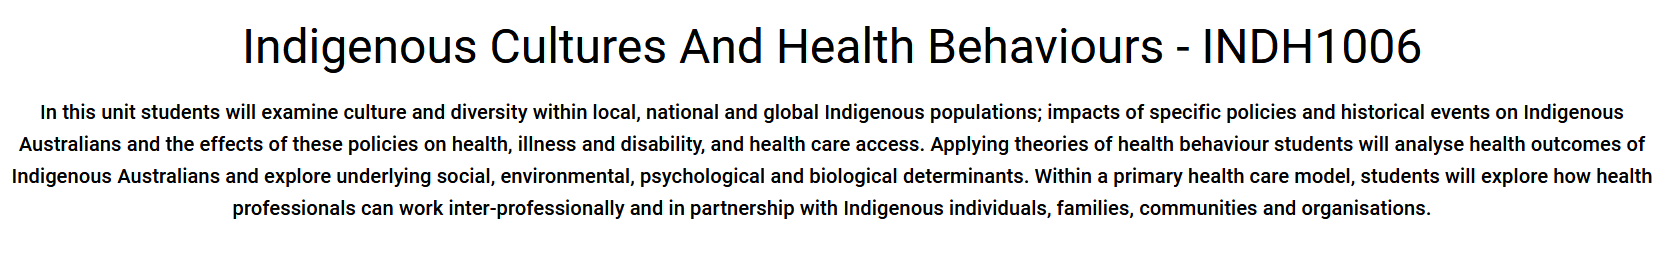 Indigenous Cultures And Health Behaviours - INDH1006
In this unit students will examine culture and diversity within local, national and global Indigenous populations; impacts of specific policies and historical events on Indigenous
Australians and the effects of these policies on health, illness and disability, and health care access. Applying theories of health behaviour students will analyse health outcomes of
Indigenous Australians and explore underlying social, environmental, psychological and biological determinants. Within a primary health care model, students will explore how health
professionals can work inter-professionally and in partnership with Indigenous individuals, families, communities and organisations.